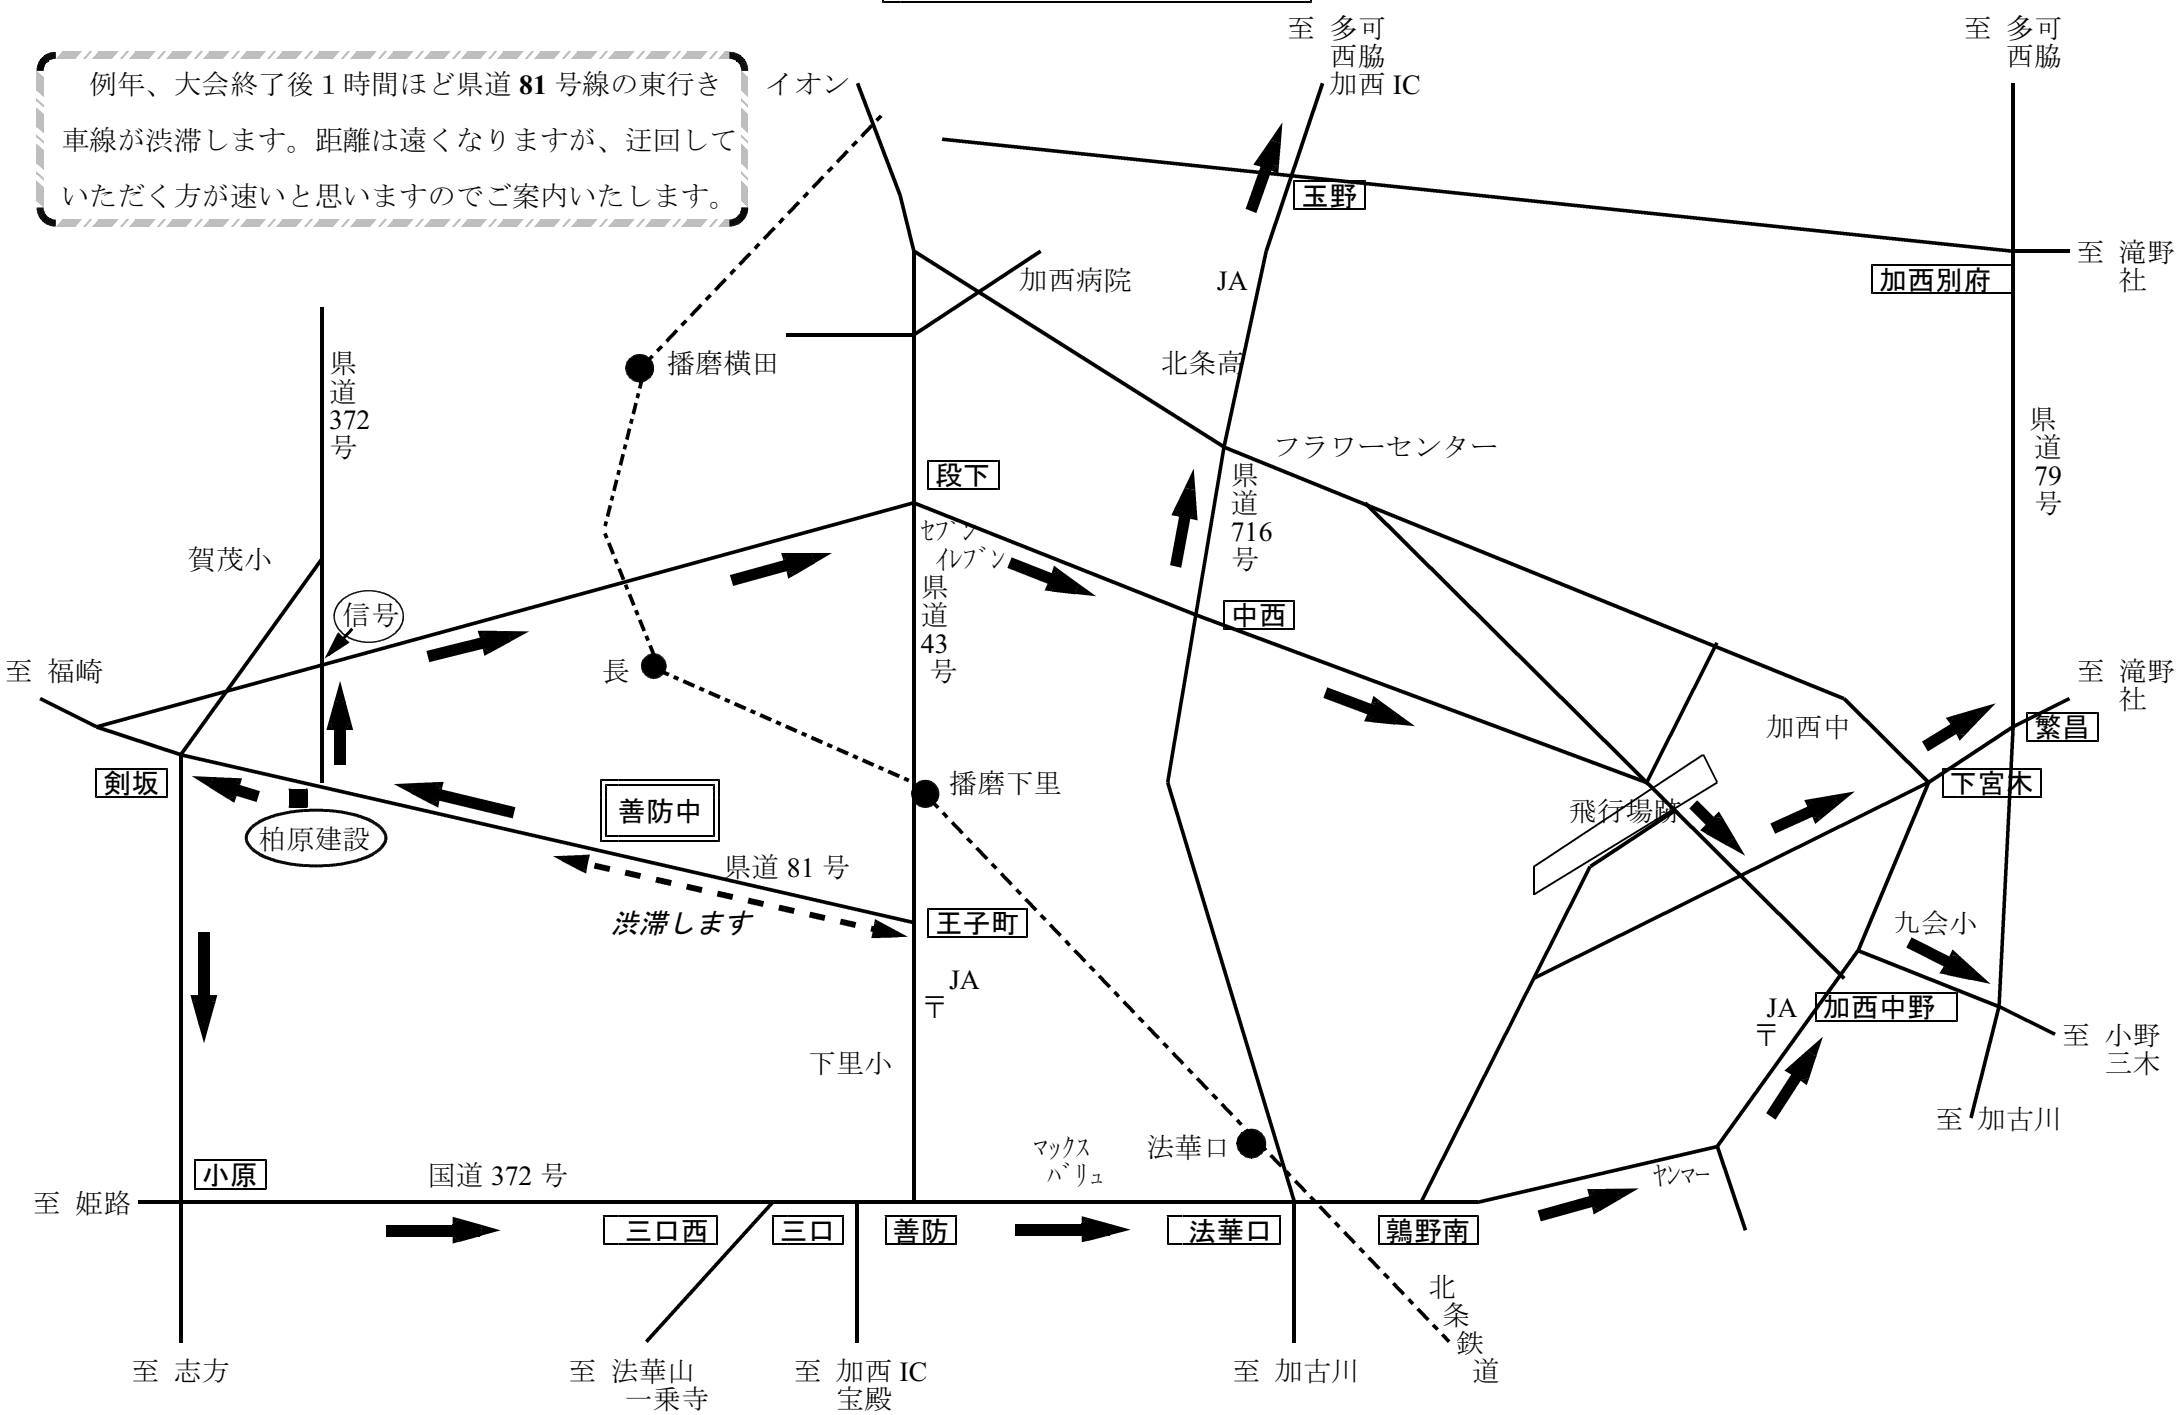 例年、大会終了後１時間ほど県道 81 号線の東行き
車線が渋滞します。距離は遠くなりますが、迂回して
いただく方が速いと思いますのでご案内いたします。
イオン
至 多可
西脇
加西 IC
至 多可
西脇
玉野
至 滝野
社
加西別府
加西病院
JA
北条高
播磨横田
県道
372
号
フラワーセンター
県道
716
号
県道
79
号
段下
ｾﾌﾞﾝ
ｲﾚﾌﾞﾝ
県道
43
号
賀茂小
信号
中西
至 福崎
長
至 滝野
社
繁昌
加西中
下宮木
剣坂
柏原建設
善防中
播磨下里
飛行場跡
県道 81 号
渋滞します
王子町
九会小
JA
〒
JA
〒
加西中野
下里小
至 小野
三木
至 加古川
小原
国道 372 号
ﾏｯｸｽ
ﾊﾞﾘｭ
法華口
ﾔﾝﾏｰ
至 姫路
三口西
三口
善防
法華口
鶉野南
北条鉄道
至 志方
至 法華山
一乗寺
至 加西 IC
宝殿
至 加古川